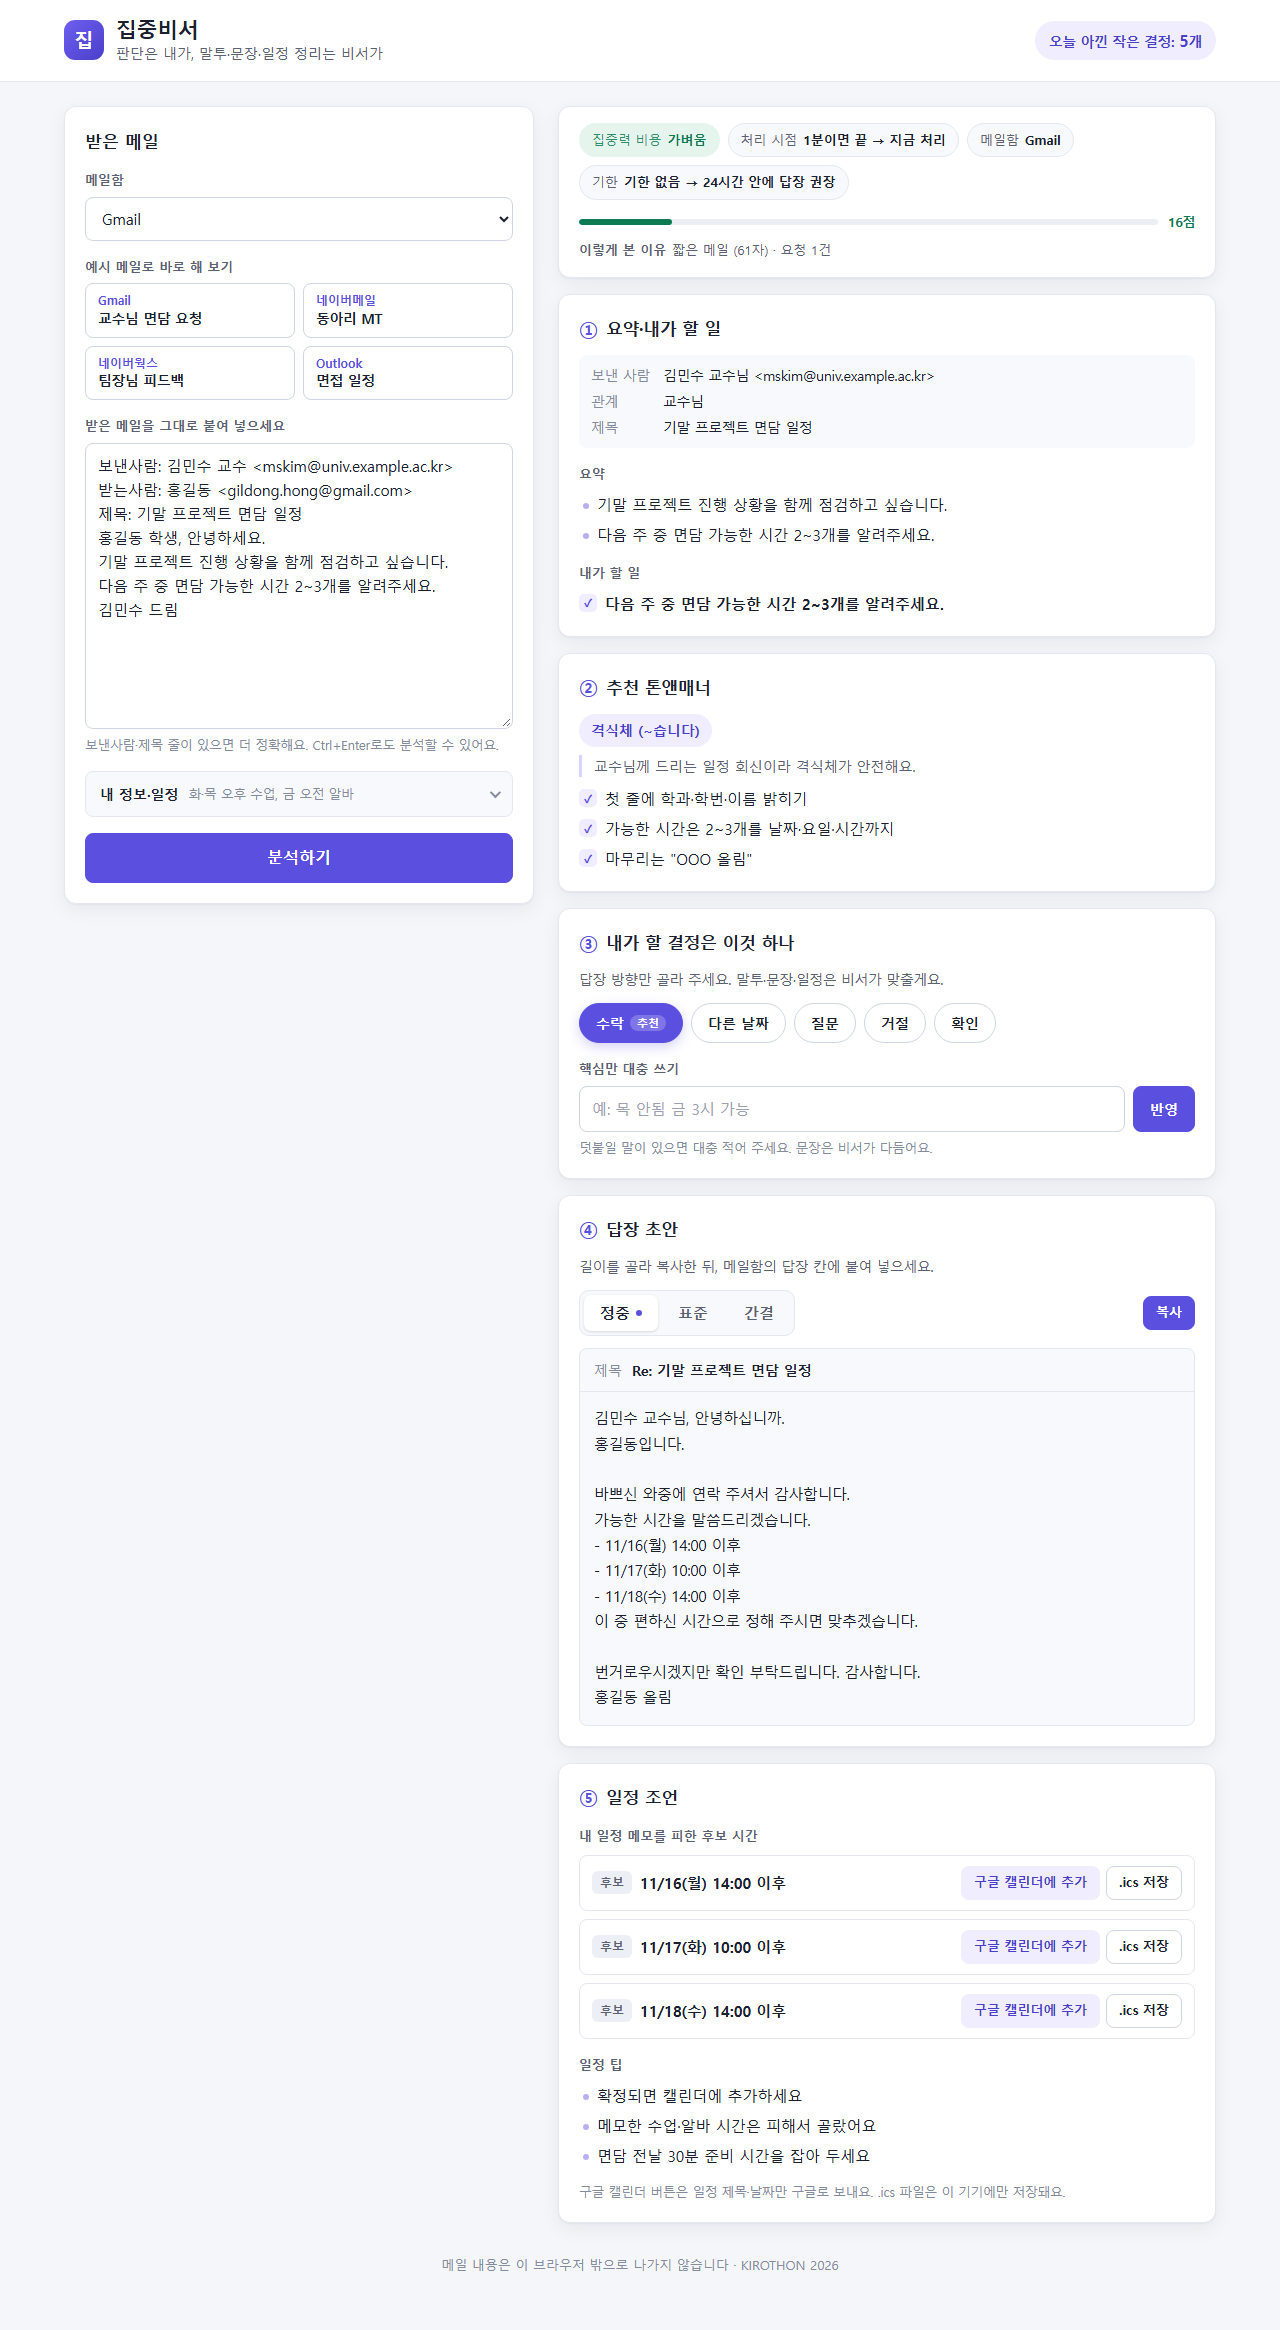 집
집중비서
판단은 내가, 말투·문장·일정 정리는 비서가
오늘 아낀 작은 결정: 5개
받은 메일
메일함
Gmail
예시 메일로 바로 해 보기
Gmail
교수님 면담 요청
네이버메일
동아리 MT
네이버웍스
팀장님 피드백
Outlook
면접 일정
받은 메일을 그대로 붙여 넣으세요
보낸사람: 김민수 교수 <mskim@univ.example.ac.kr>
받는사람: 홍길동 <gildong.hong@gmail.com>
제목: 기말 프로젝트 면담 일정
홍길동 학생, 안녕하세요.
기말 프로젝트 진행 상황을 함께 점검하고 싶습니다.
다음 주 중 면담 가능한 시간 2~3개를 알려주세요.
김민수 드림
보낸사람·제목 줄이 있으면 더 정확해요. Ctrl+Enter로도 분석할 수 있어요.
내 정보·일정 화·목 오후 수업, 금 오전 알바
분석하기
집중력 비용 가벼움
처리 시점 1분이면 끝 → 지금 처리
메일함 Gmail
기한 기한 없음 → 24시간 안에 답장 권장
16점
이렇게 본 이유 짧은 메일 (61자) · 요청 1건
① 요약·내가 할 일
보낸 사람 김민수 교수님 <mskim@univ.example.ac.kr>
관계 교수님
제목 기말 프로젝트 면담 일정
요약
기말 프로젝트 진행 상황을 함께 점검하고 싶습니다.
다음 주 중 면담 가능한 시간 2~3개를 알려주세요.
내가 할 일
✓ 다음 주 중 면담 가능한 시간 2~3개를 알려주세요.
② 추천 톤앤매너
격식체 (~습니다)
교수님께 드리는 일정 회신이라 격식체가 안전해요.
✓ 첫 줄에 학과·학번·이름 밝히기
✓ 가능한 시간은 2~3개를 날짜·요일·시간까지
✓ 마무리는 "OOO 올림"
③ 내가 할 결정은 이것 하나
답장 방향만 골라 주세요. 말투·문장·일정은 비서가 맞출게요.
수락 추천
다른 날짜
질문
거절
확인
핵심만 대충 쓰기
예: 목 안됨 금 3시 가능
반영
덧붙일 말이 있으면 대충 적어 주세요. 문장은 비서가 다듬어요.
④ 답장 초안
길이를 골라 복사한 뒤, 메일함의 답장 칸에 붙여 넣으세요.
정중
표준
간결
복사
제목 Re: 기말 프로젝트 면담 일정
김민수 교수님, 안녕하십니까.
홍길동입니다.
바쁘신 와중에 연락 주셔서 감사합니다.
가능한 시간을 말씀드리겠습니다.
- 11/16(월) 14:00 이후
- 11/17(화) 10:00 이후
- 11/18(수) 14:00 이후
이 중 편하신 시간으로 정해 주시면 맞추겠습니다.
번거로우시겠지만 확인 부탁드립니다. 감사합니다.
홍길동 올림
⑤ 일정 조언
내 일정 메모를 피한 후보 시간
후보 11/16(월) 14:00 이후 구글 캘린더에 추가 .ics 저장
후보 11/17(화) 10:00 이후 구글 캘린더에 추가 .ics 저장
후보 11/18(수) 14:00 이후 구글 캘린더에 추가 .ics 저장
일정 팁
확정되면 캘린더에 추가하세요
메모한 수업·알바 시간은 피해서 골랐어요
면담 전날 30분 준비 시간을 잡아 두세요
구글 캘린더 버튼은 일정 제목·날짜만 구글로 보내요. .ics 파일은 이 기기에만 저장돼요.
메일 내용은 이 브라우저 밖으로 나가지 않습니다 · KIROTHON 2026